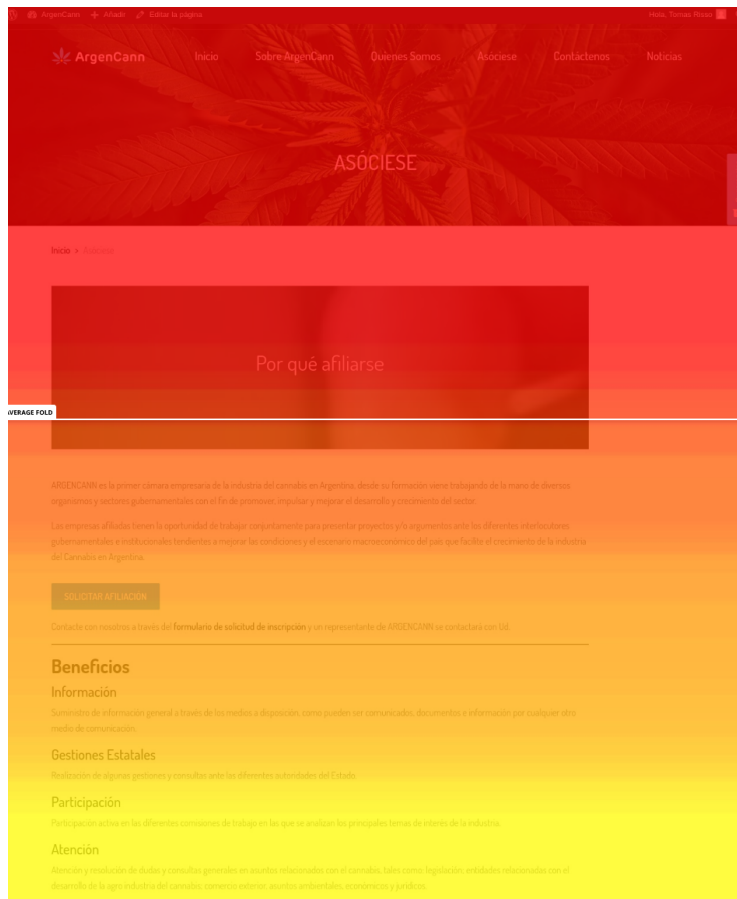 ArgenCann + Añadir Editar la página Hola, Tomas Risso
ArgenCann Inicio Sobre ArgenCann Quienes Somos Asóciese Contáctenos Noticias
ASÓCIESE
Inicio > Asóciese
Por qué afiliarse
AVERAGE FOLD
ARGENCANN es la primer cámara empresaria de la industria del cannabis en Argentina, desde su formación viene trabajando de la mano de diversos
organismos y sectores gubernamentales con el fin de promover, impulsar y mejorar el desarrollo y crecimiento del sector.
Las empresas afiliadas tienen la oportunidad de trabajar conjuntamente para presentar proyectos y/o argumentos ante los diferentes interlocutores
gubernamentales e institucionales tendientes a mejorar las condiciones y el escenario macroeconómico del país que facilite el crecimiento de la industria
del Cannabis en Argentina.
SOLICITAR AFILIACION
Contacte con nosotros a través del formulario de solicitud de inscripción y un representante de ARGENCANN se contactará con Ud.
Beneficios
Información
Suministro de información general a través de los medios a disposición, como pueden ser comunicados, documentos e información por cualquier otro
medio de comunicación.
Gestiones Estatales
Realización de algunas gestiones y consultas ante las diferentes autoridades del Estado.
Participación
Participación activa en las diferentes comisiones de trabajo en las que se analizan los principales temas de interés de la industria.
Atención
Atención y resolución de dudas y consultas generales en asuntos relacionados con el cannabis, tales como: legislación, entidades relacionadas con el
desarrollo de la agro industria del cannabis, comercio exterior, asuntos ambientales, económicos y jurídicos.